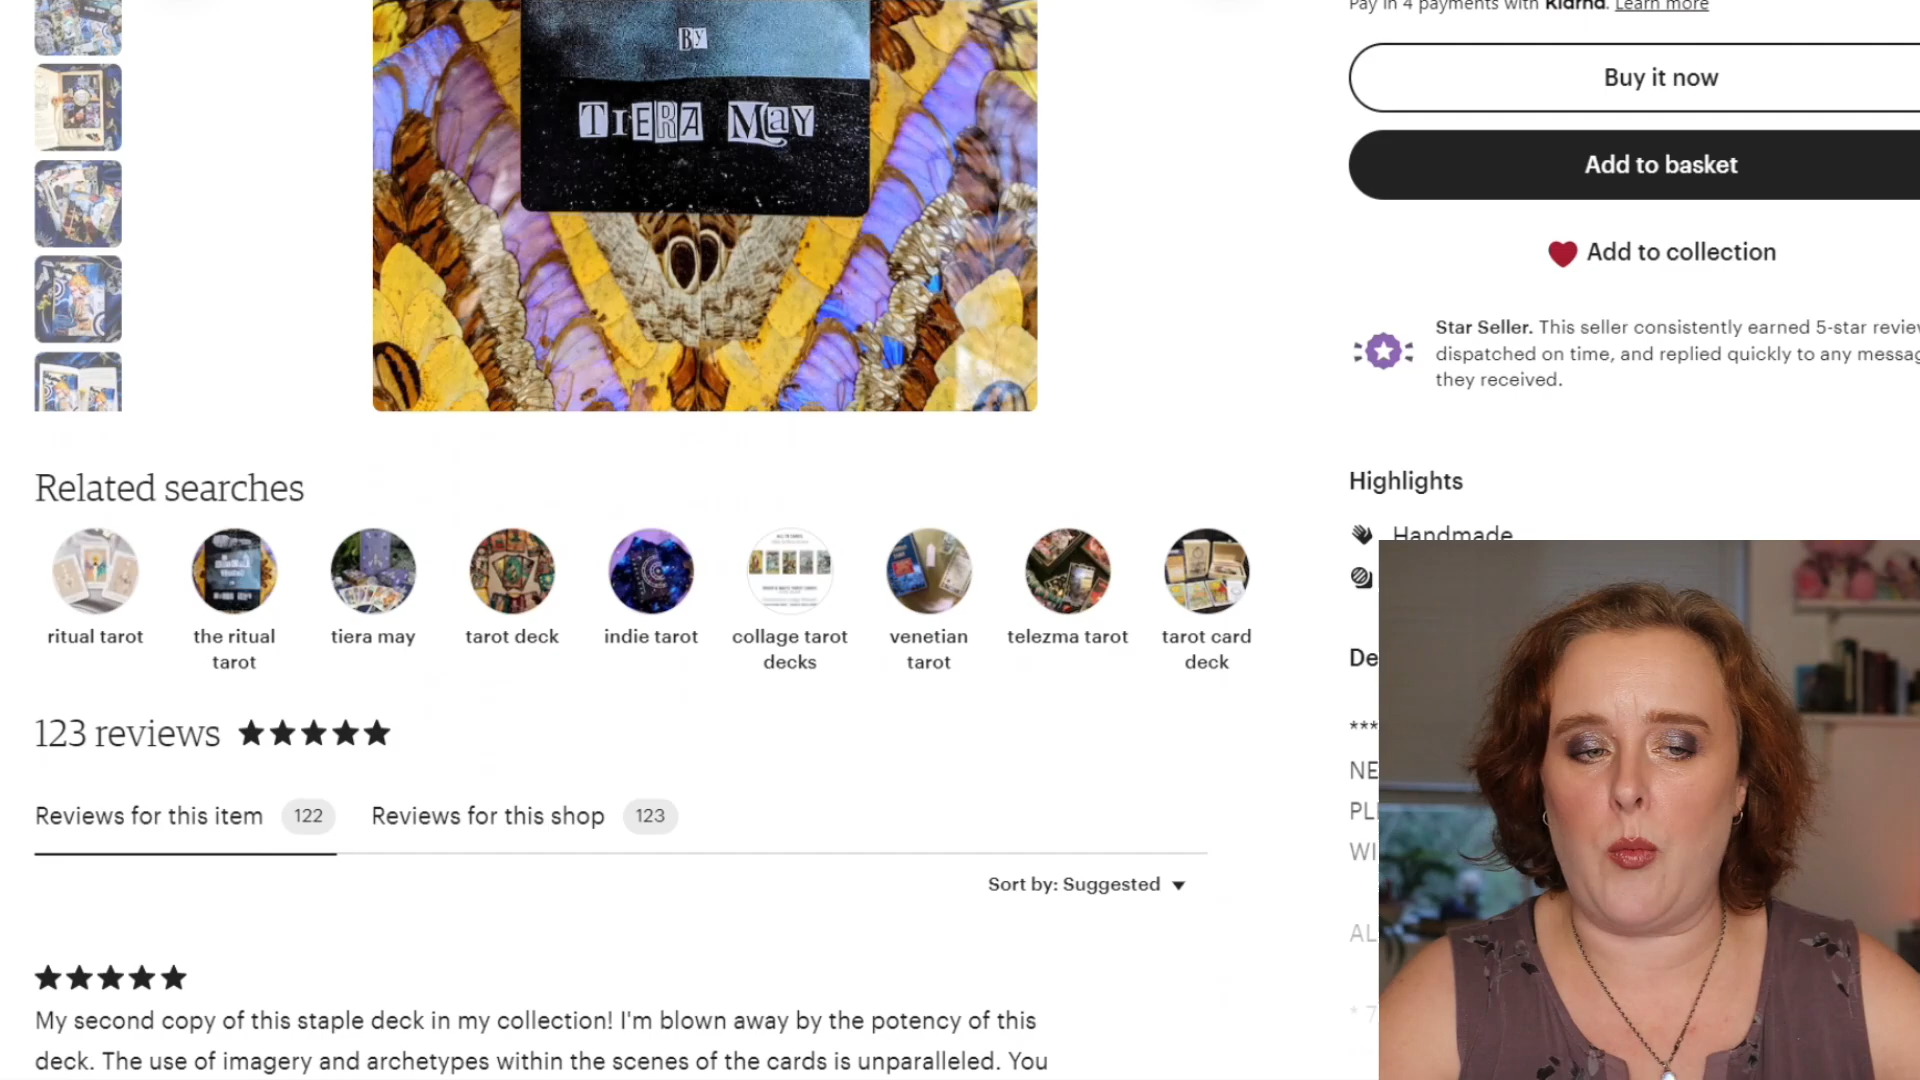 Pay in 4 payments with Klarna. Learn more
Buy it now
Add to basket
Add to collection
Star Seller. This seller consistently earned 5-star
dispatched on time, and replied quickly to any
they received.
BY
TIERA MaY
Related searches
ritual tarot
the ritual
tarot
tiera may
tarot deck
indie tarot
collage tarot
decks
venetian
tarot
telezma tarot
tarot card
deck
Highlights
Handmade
123 reviews
Reviews for this item 122
Reviews for this shop 123
Sort by: Suggested
My second copy of this staple deck in my collection! I'm blown away by the potency of this
deck. The use of imagery and archetypes within the scenes of the cards is unparalleled. You
De
***
NE
PL
WI
AL
* 7